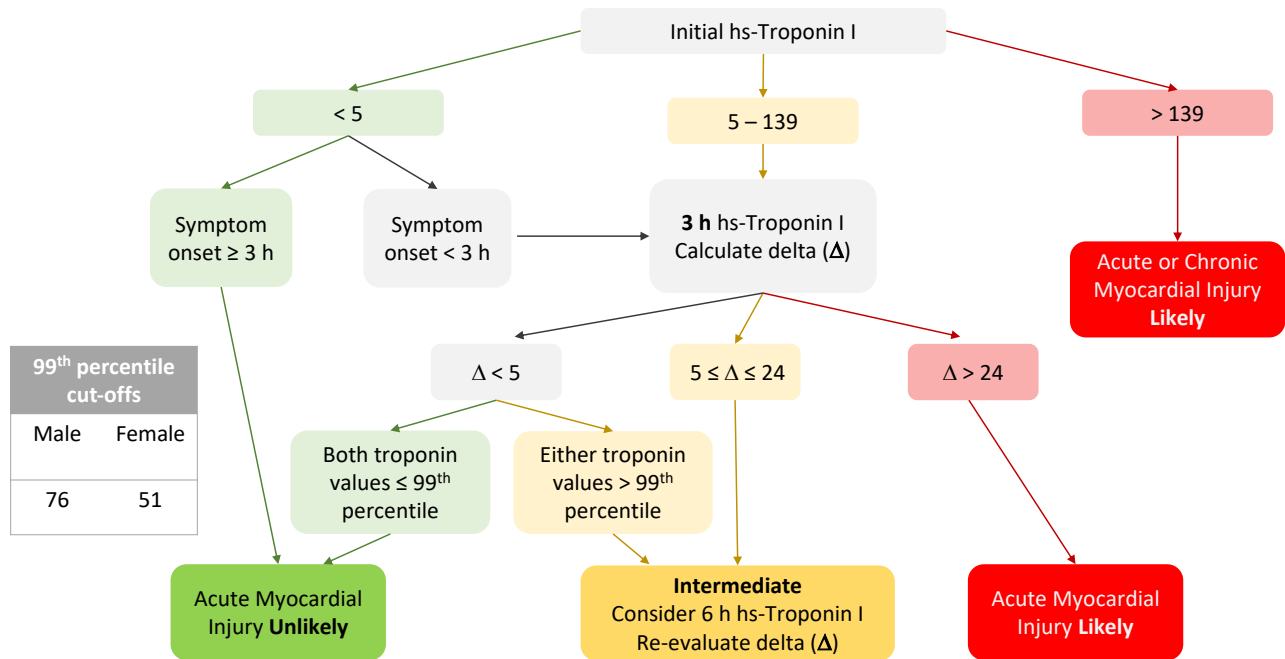 Initial hs-Troponin I
< 5
5 – 139
> 139
Symptom
onset ≥ 3 h
Symptom
onset < 3 h
3 h hs-Troponin I
Calculate delta (Δ)
Acute or Chronic
Myocardial Injury
Likely
99th percentile
cut-offs
Male Female
76 51
Δ < 5
5 ≤ Δ ≤ 24
Δ > 24
Both troponin
values ≤ 99th
percentile
Either troponin
values > 99th
percentile
Acute Myocardial
Injury Unlikely
Intermediate
Consider 6 h hs-Troponin I
Re-evaluate delta (Δ)
Acute Myocardial
Injury Likely